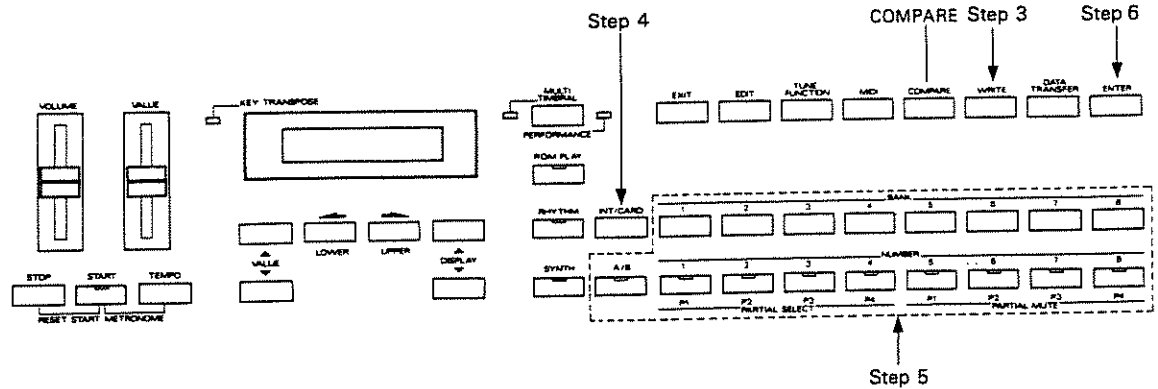 Step 4
COMPARE Step 3
Step 6
VOLUME
VALUE
KEY TRANSPOSE
MULTI
TIMBRAL
PERFORMANCE
EXIT
EDIT
TUNE
FUNCTION
MIDI
COMPARE
WRITE
DATA
TRANSFER
ENTER
ROM PLAY
RHYTHM
INT/CARD
BANK
1 2 3 4 5 6 7 8
LOWER
UPPER
VALUE
DISPLAY
STOP
START
TEMPO
RESET START
METRONOME
SYNTH
A/B
NUMBER
1 2 3 4 5 6 7 8
P1 P2 P3 P4 P1 P2 P3 P4
PARTIAL SELECT
PARTIAL MUTE
Step 5